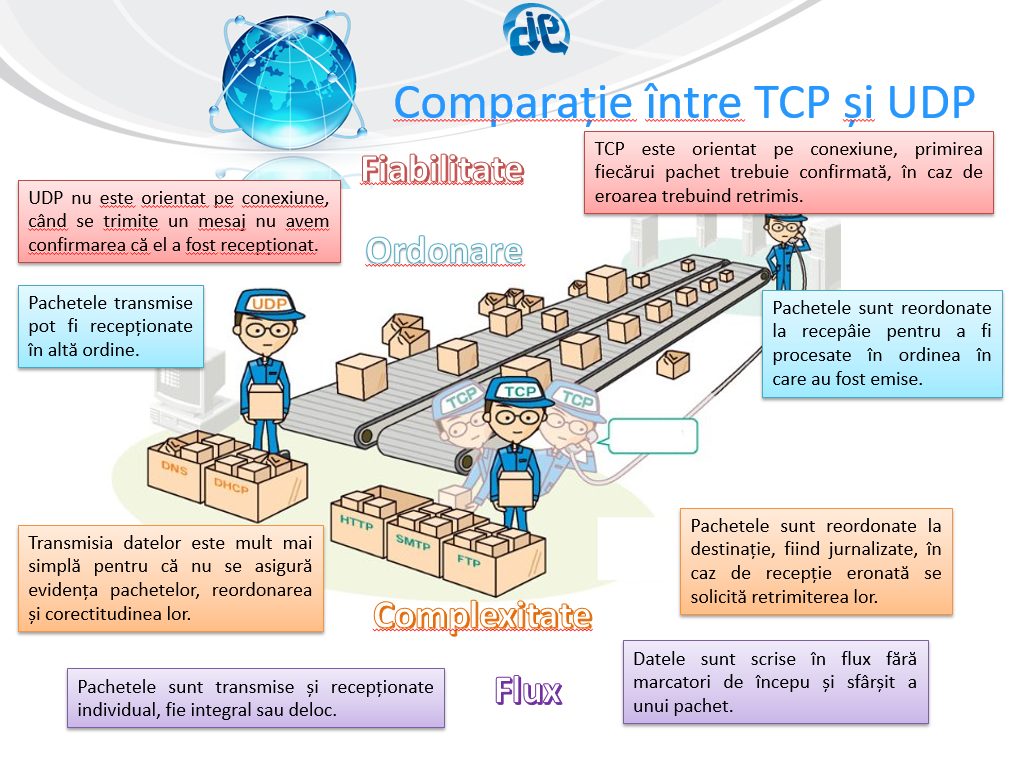 Comparație între TCP și UDP
Fiabilitate
UDP nu este orientat pe conexiune,
când se trimite un mesaj nu avem
confirmarea că el a fost recepționat.
TCP este orientat pe conexiune, primirea
fiecărui pachet trebuie confirmată, în caz de
eroarea trebuind retrimis.
Ordonare
Pachetele transmise
pot fi recepționate
în altă ordine.
Pachetele sunt reordonate
la recepâie pentru a fi
procesate în ordinea în
care au fost emise.
UDP
TCP
TCP
TCP
DNS
DHCP
HTTP
SMTP
FTP
Transmisia datelor este mult mai
simplă pentru că nu se asigură
evidența pachetelor, reordonarea
și corectitudinea lor.
Pachetele sunt reordonate la
destinație, fiind jurnalizate, în
caz de recepție eronată se
solicită retrimiterea lor.
Complexitate
Pachetele sunt transmise și recepționate
individual, fie integral sau deloc.
Flux
Datele sunt scrise în flux fără
marcatori de începu și sfârșit a
unui pachet.